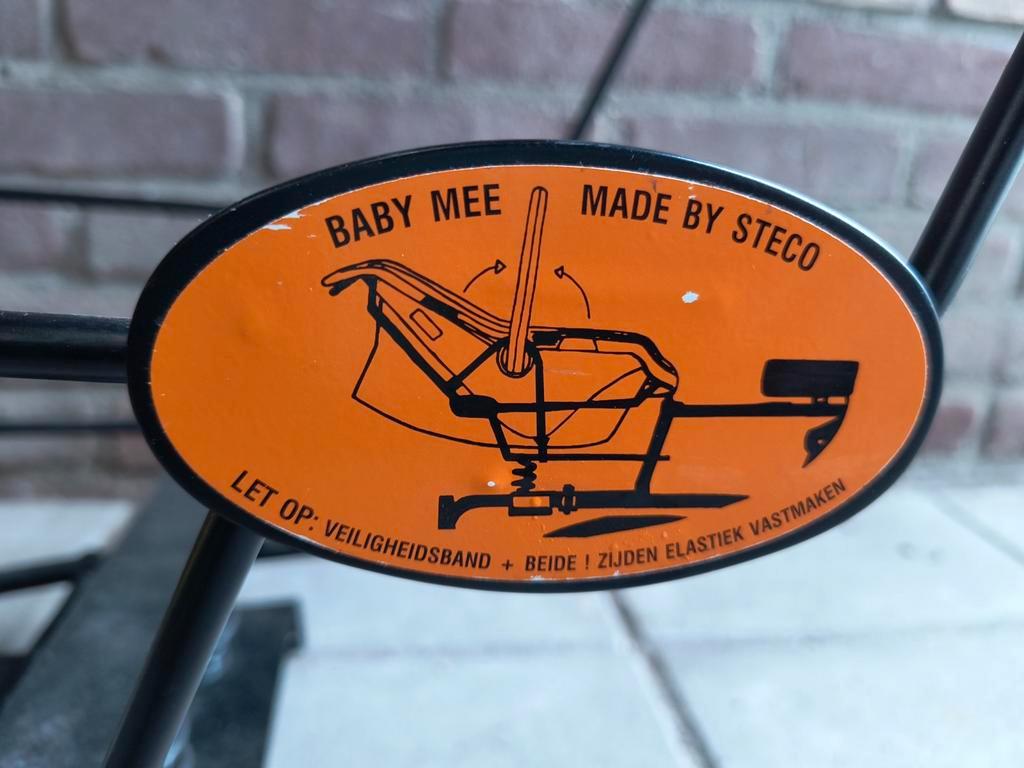 BABY MEE MADE BY STECO
LET OP: VEILIGHEIDSBAND + BEIDE ! ZIJDEN ELASTIEK VASTMAKEN